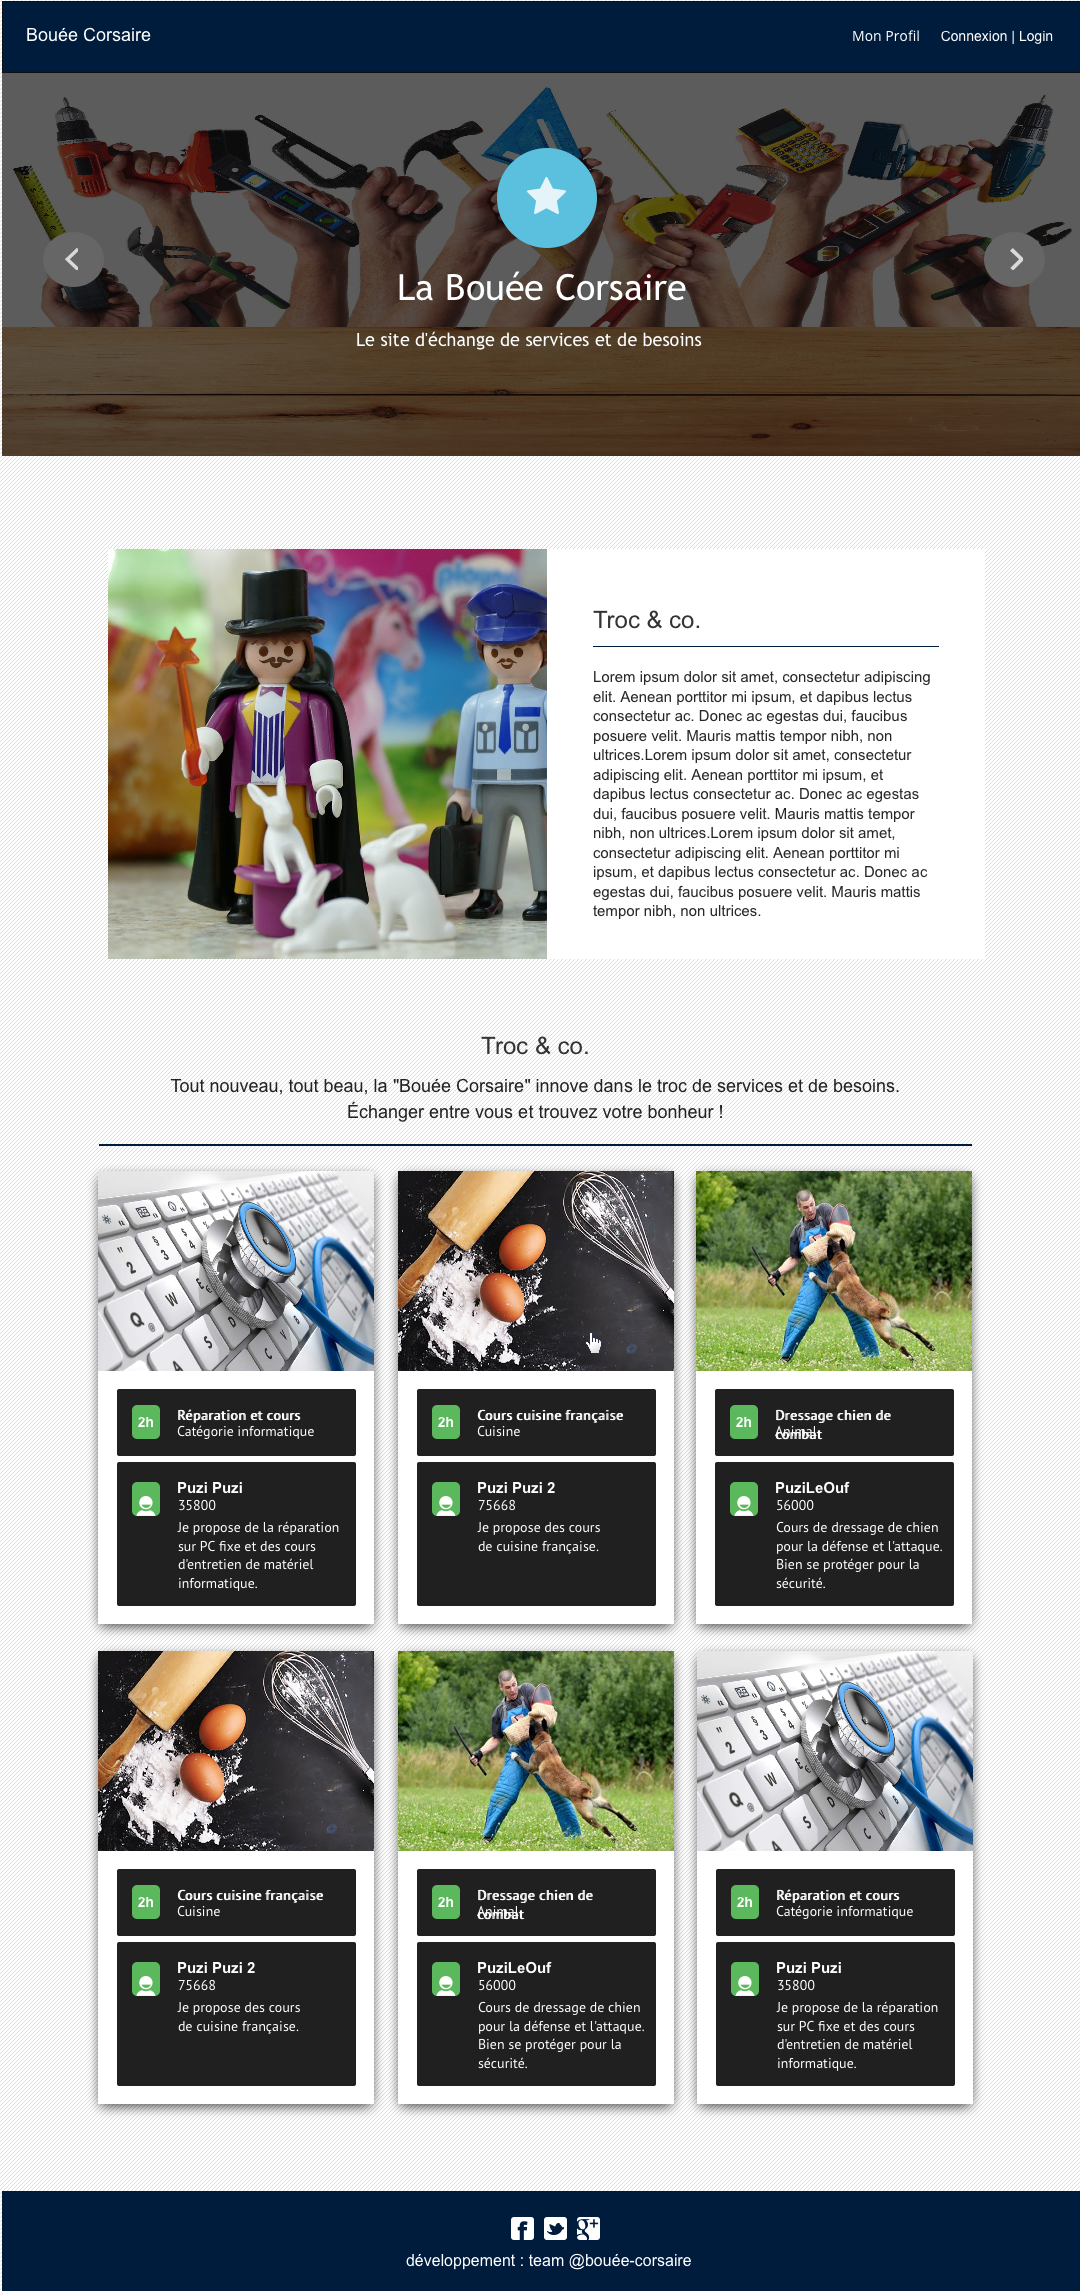 Bouée Corsaire
Mon Profil
Connexion | Login
La Bouée Corsaire
Le site d'échange de services et de besoins
Troc & co.
Lorem ipsum dolor sit amet, consectetur adipiscing
elit. Aenean porttitor mi ipsum, et dapibus lectus
consectetur ac. Donec ac egestas dui, faucibus
posuere velit. Mauris mattis tempor nibh, non
ultrices.Lorem ipsum dolor sit amet, consectetur
adipiscing elit. Aenean porttitor mi ipsum, et
dapibus lectus consectetur ac. Donec ac egestas
dui, faucibus posuere velit. Mauris mattis tempor
nibh, non ultrices.Lorem ipsum dolor sit amet,
consectetur adipiscing elit. Aenean porttitor mi
ipsum, et dapibus lectus consectetur ac. Donec ac
egestas dui, faucibus posuere velit. Mauris mattis
tempor nibh, non ultrices.
Troc & co.
Tout nouveau, tout beau, la "Bouée Corsaire" innove dans le troc de services et de besoins.
Échanger entre vous et trouvez votre bonheur !
2h
Réparation et cours
Catégorie informatique
Puzi Puzi
35800
Je propose de la réparation
sur PC fixe et des cours
d'entretien de matériel
informatique.
2h
Cours cuisine française
Cuisine
Puzi Puzi 2
75668
Je propose des cours
de cuisine française.
2h
Dressage chien de
combat
Animal
PuziLeOuf
56000
Cours de dressage de chien
pour la défense et l'attaque.
Bien se protéger pour la
sécurité.
2h
Cours cuisine française
Cuisine
Puzi Puzi 2
75668
Je propose des cours
de cuisine française.
2h
Dressage chien de
combat
Animal
PuziLeOuf
56000
Cours de dressage de chien
pour la défense et l'attaque.
Bien se protéger pour la
sécurité.
2h
Réparation et cours
Catégorie informatique
Puzi Puzi
35800
Je propose de la réparation
sur PC fixe et des cours
d'entretien de matériel
informatique.
développement : team @bouée-corsaire